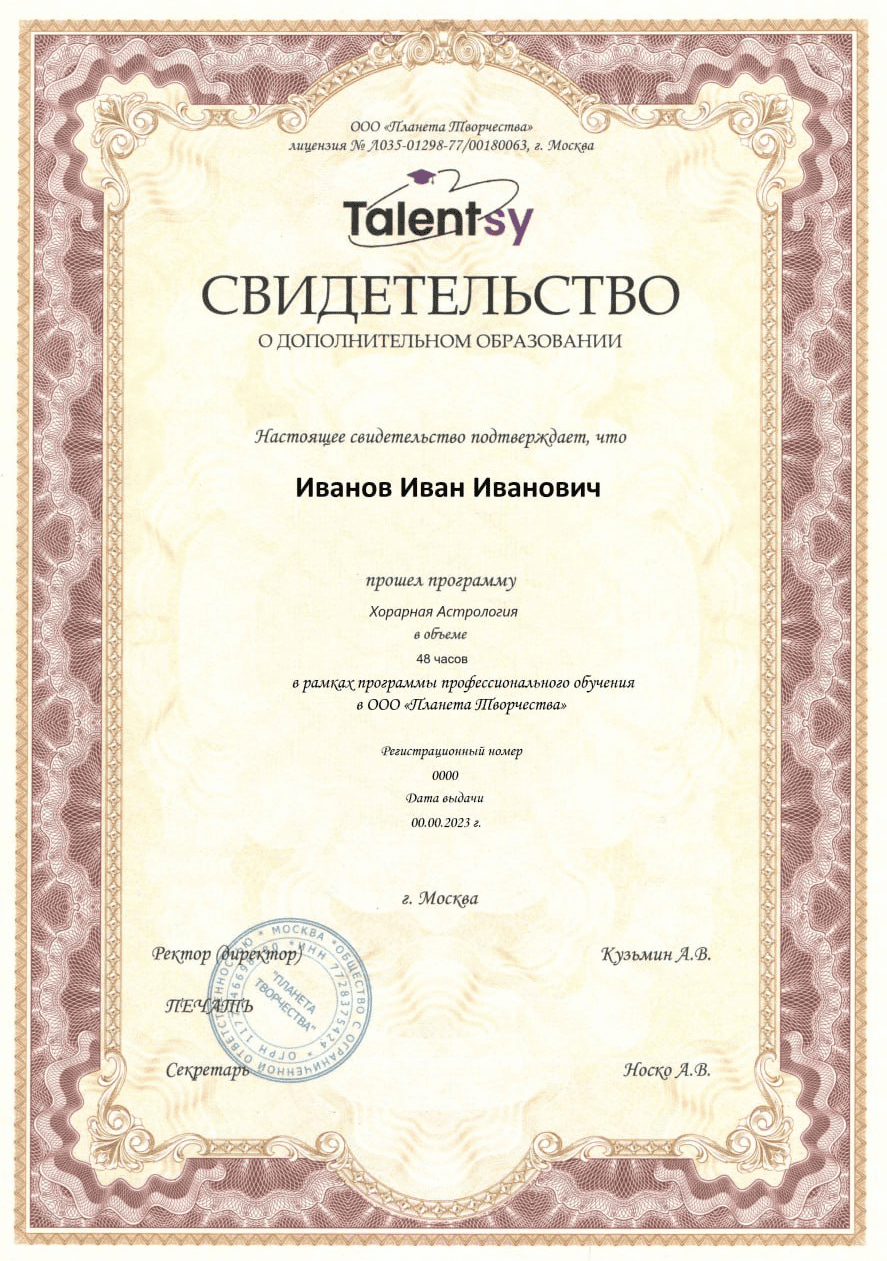 ООО «Планета Творчества»
лицензия № Л035-01298-77/00180063, г. Москва
Talentsy
СВИДЕТЕЛЬСТВО
О ДОПОЛНИТЕЛЬНОМ ОБРАЗОВАНИИ
Настоящее свидетельство подтверждает, что
Иванов Иван Иванович
прошел программу
Хорарная Астрология
в объеме
48 часов
в рамках программы профессионального обучения
в ООО «Планета Творчества»
Регистрационный номер
0000
Дата выдачи
00.00.2023 г.
г. Москва
Ректор (директор) Кузьмин А.В.
ПЕЧАТЬ
Секретарь Носко А.В.
* МОСКВА * ОБЩЕСТВО С ОГРАНИ�ченной ОТВЕТСТВЕННОСТЬЮ
* ИНН 7728375424 * ОГРН
"ПЛАНЕТА
ТВОРЧЕСТВА"